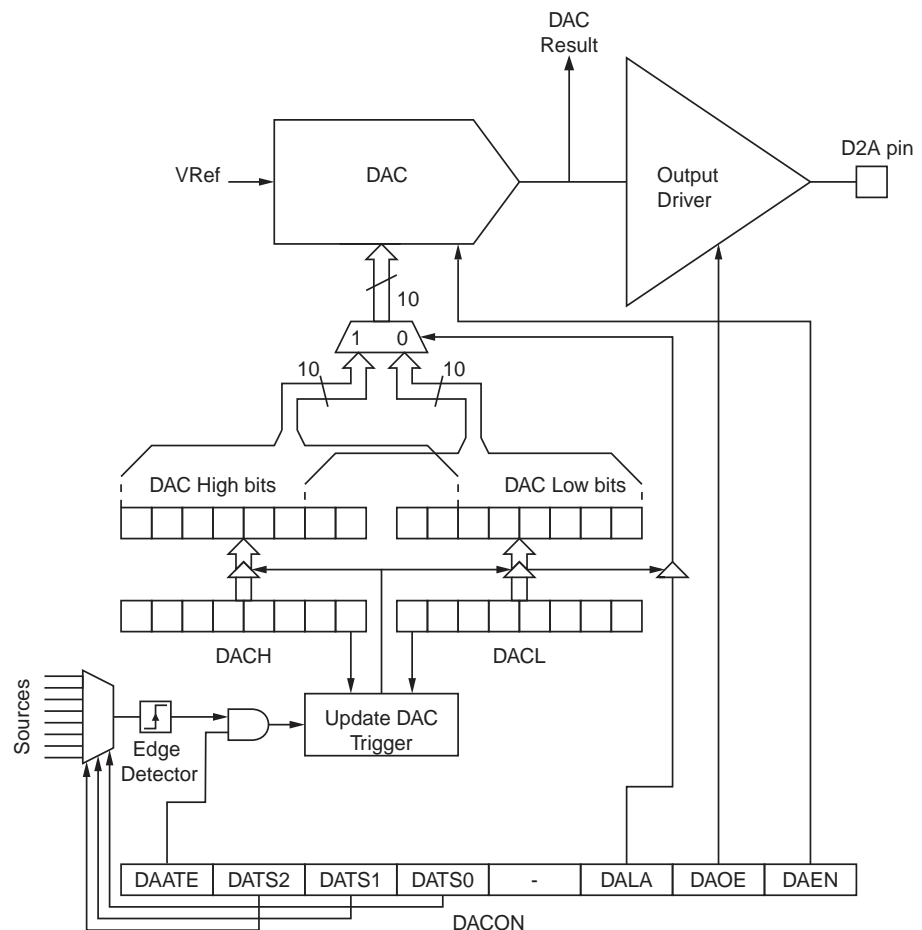 DAC
Result
D2A pin
VRef
DAC
Output
Driver
10
1 0
10 10
DAC High bits DAC Low bits
DACH DACL
Sources
Edge
Detector
Update DAC
Trigger
DAATE DATS2 DATS1 DATS0 - DALA DAOE DAEN
DACON